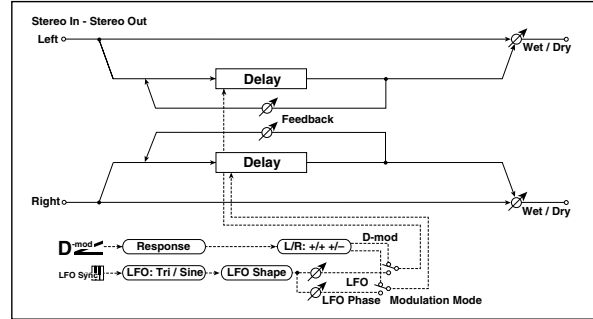 Stereo In - Stereo Out
Left
Wet / Dry
Delay
Feedback
Delay
Right
Wet / Dry
D-mod
D-mod Response L/R: +/+ +/–
LFO Sync LFO: Tri / Sine LFO Shape LFO
LFO Phase Modulation Mode